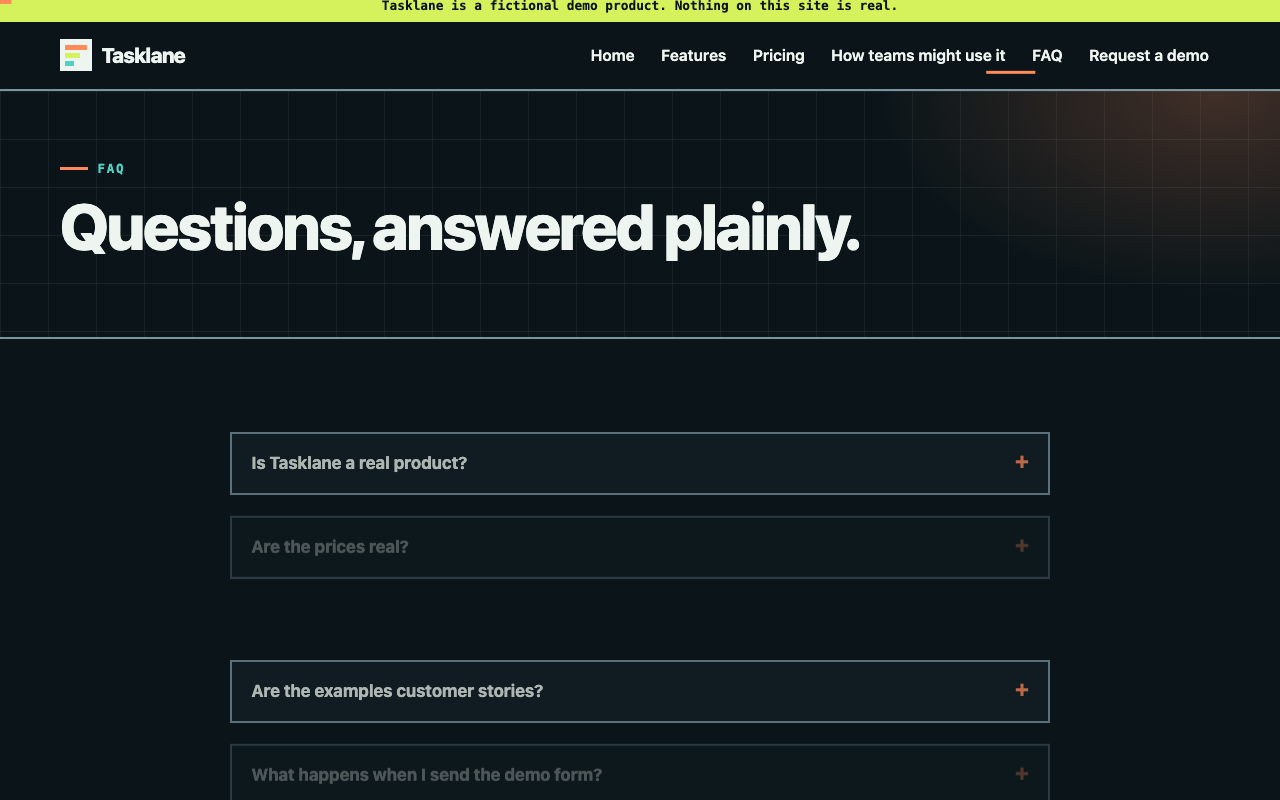 Tasklane is a fictional demo product. Nothing on this site is real.
Tasklane
Home Features Pricing How teams might use it FAQ Request a demo
FAQ
Questions, answered plainly.
Is Tasklane a real product? +
Are the prices real? +
Are the examples customer stories? +
What happens when I send the demo form? +